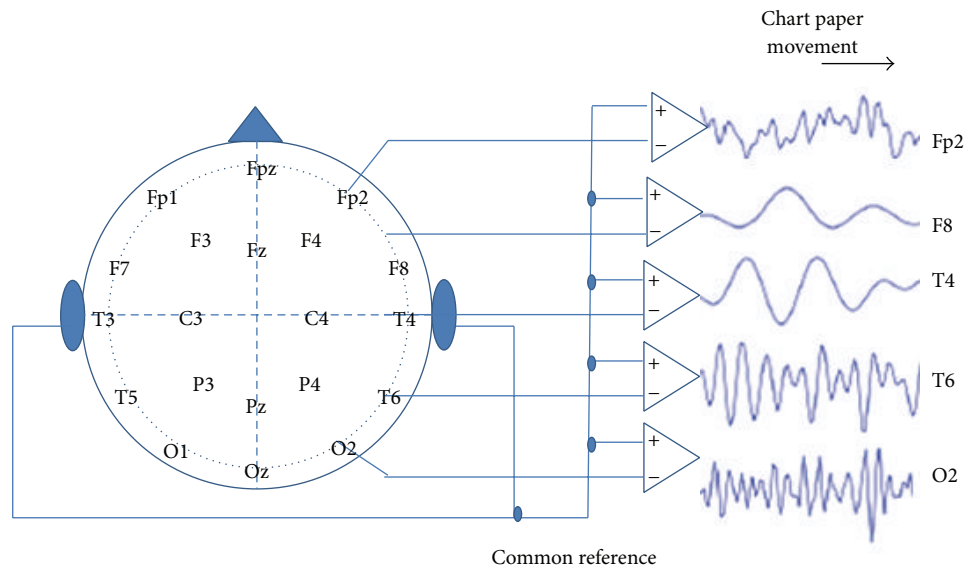 Chart paper
movement
+
−
Fp2
+
−
F8
+
−
T4
+
−
T6
+
−
O2
Fpz
Fp1 Fp2
F3 Fz F4
F7 F8
T3 C3 C4 T4
P3 P4
T5 Pz T6
O1 O2
Oz
Common reference